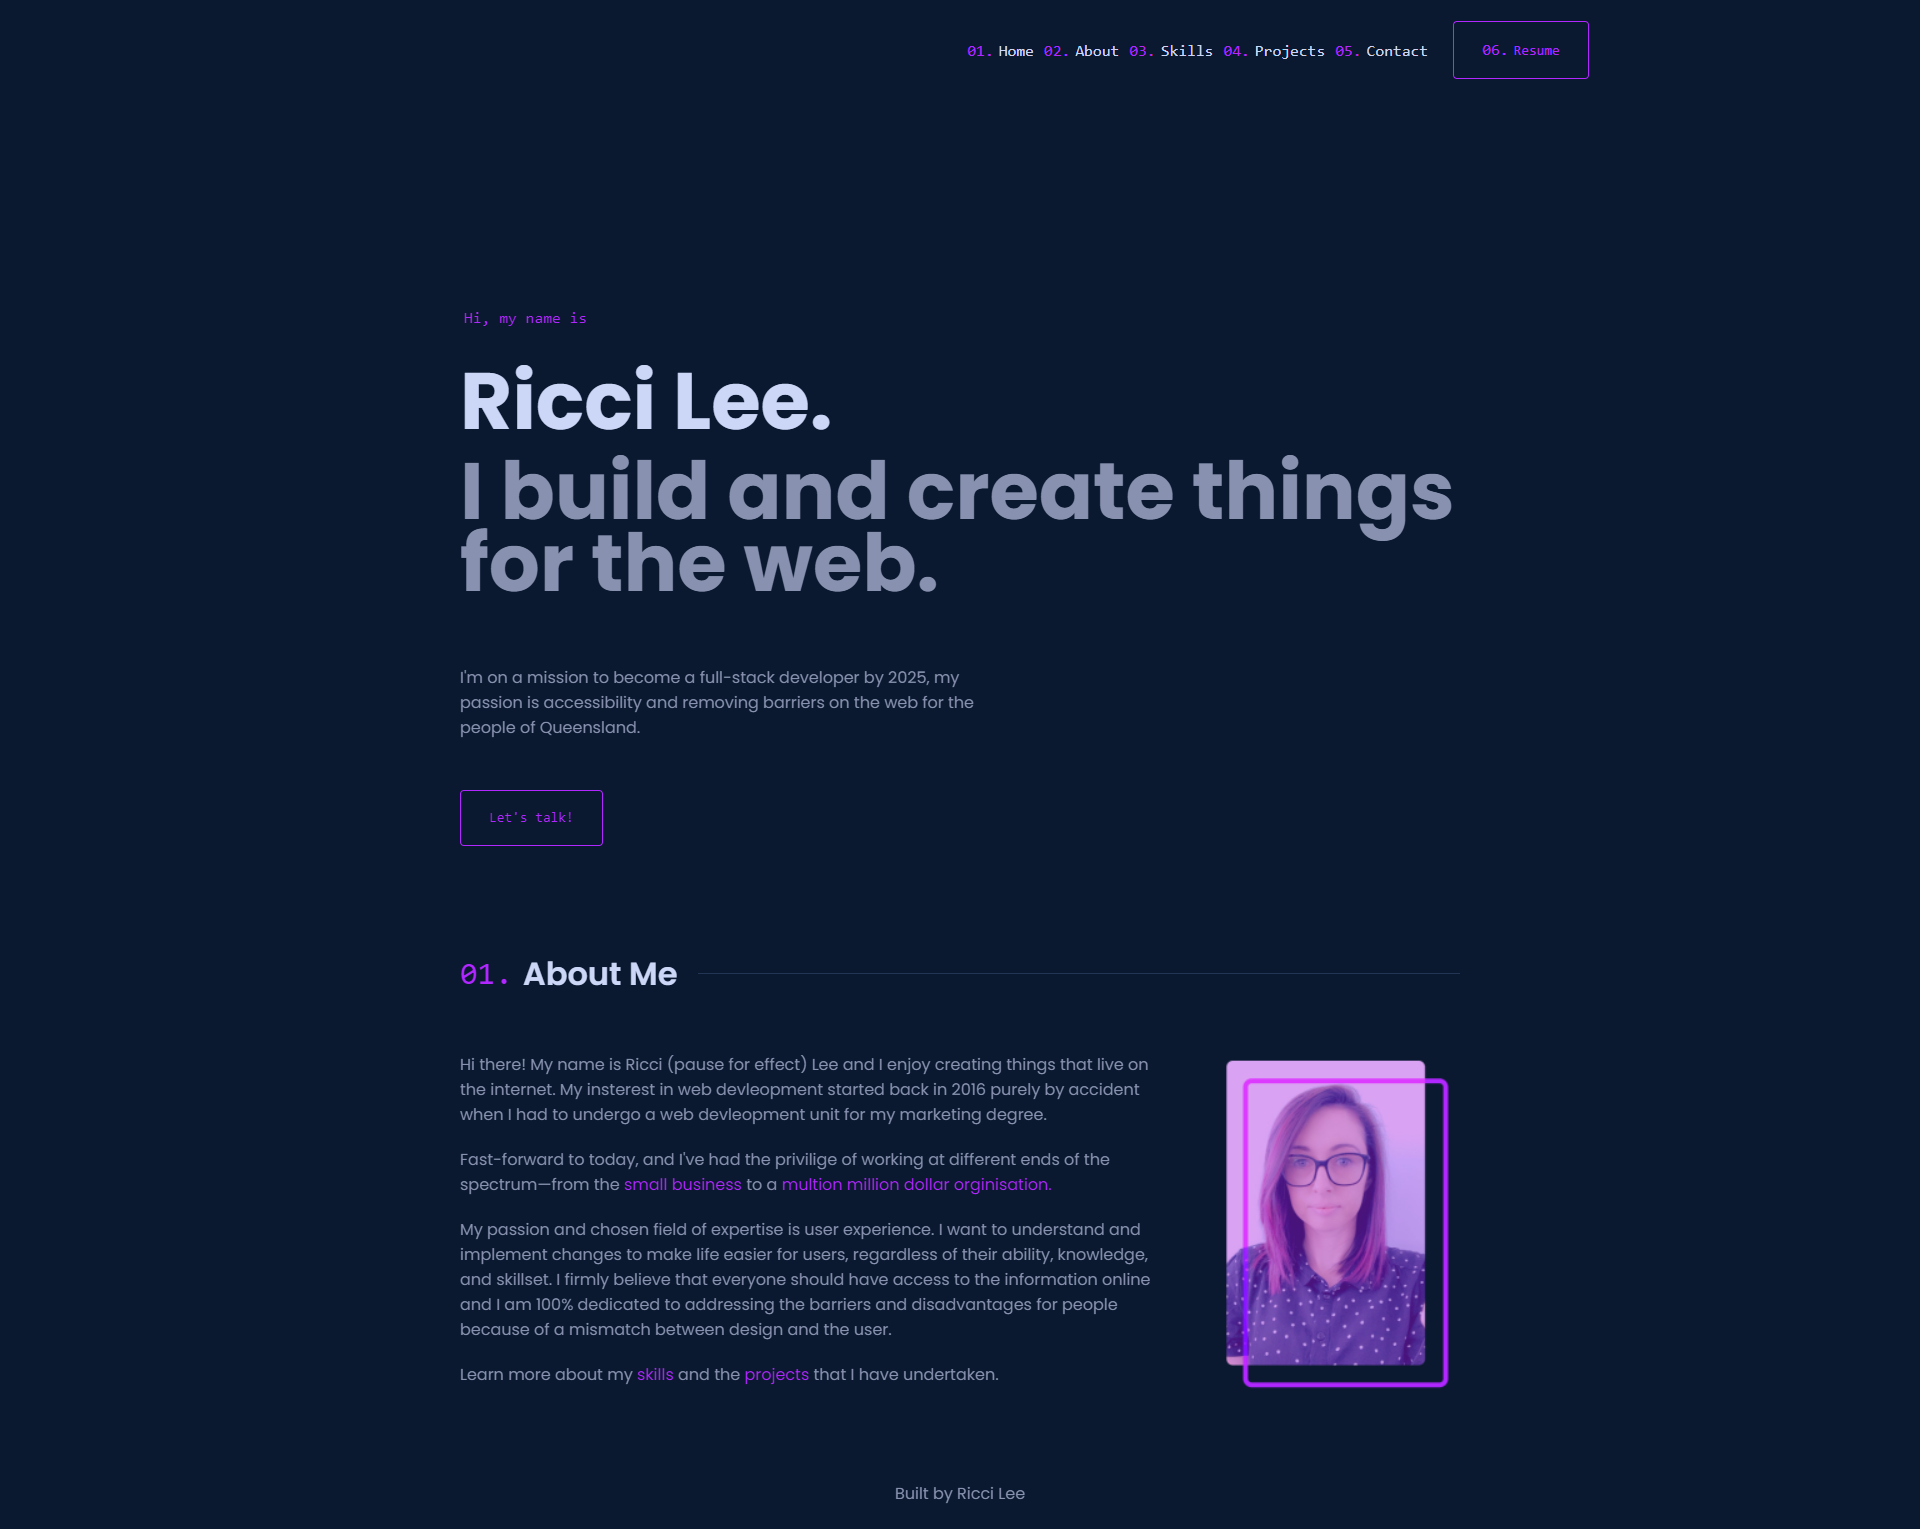 01. Home 02. About 03. Skills 04. Projects 05. Contact 06. Resume
Hi, my name is
Ricci Lee.
I build and create things
for the web.
I'm on a mission to become a full-stack developer by 2025, my
passion is accessibility and removing barriers on the web for the
people of Queensland.
Let's talk!
01. About Me
Hi there! My name is Ricci (pause for effect) Lee and I enjoy creating things that live on
the internet. My insterest in web devleopment started back in 2016 purely by accident
when I had to undergo a web devleopment unit for my marketing degree.
Fast-forward to today, and I've had the privilige of working at different ends of the
spectrum—from the small business to a multion million dollar orginisation.
My passion and chosen field of expertise is user experience. I want to understand and
implement changes to make life easier for users, regardless of their ability, knowledge,
and skillset. I firmly believe that everyone should have access to the information online
and I am 100% dedicated to addressing the barriers and disadvantages for people
because of a mismatch between design and the user.
Learn more about my skills and the projects that I have undertaken.
Built by Ricci Lee